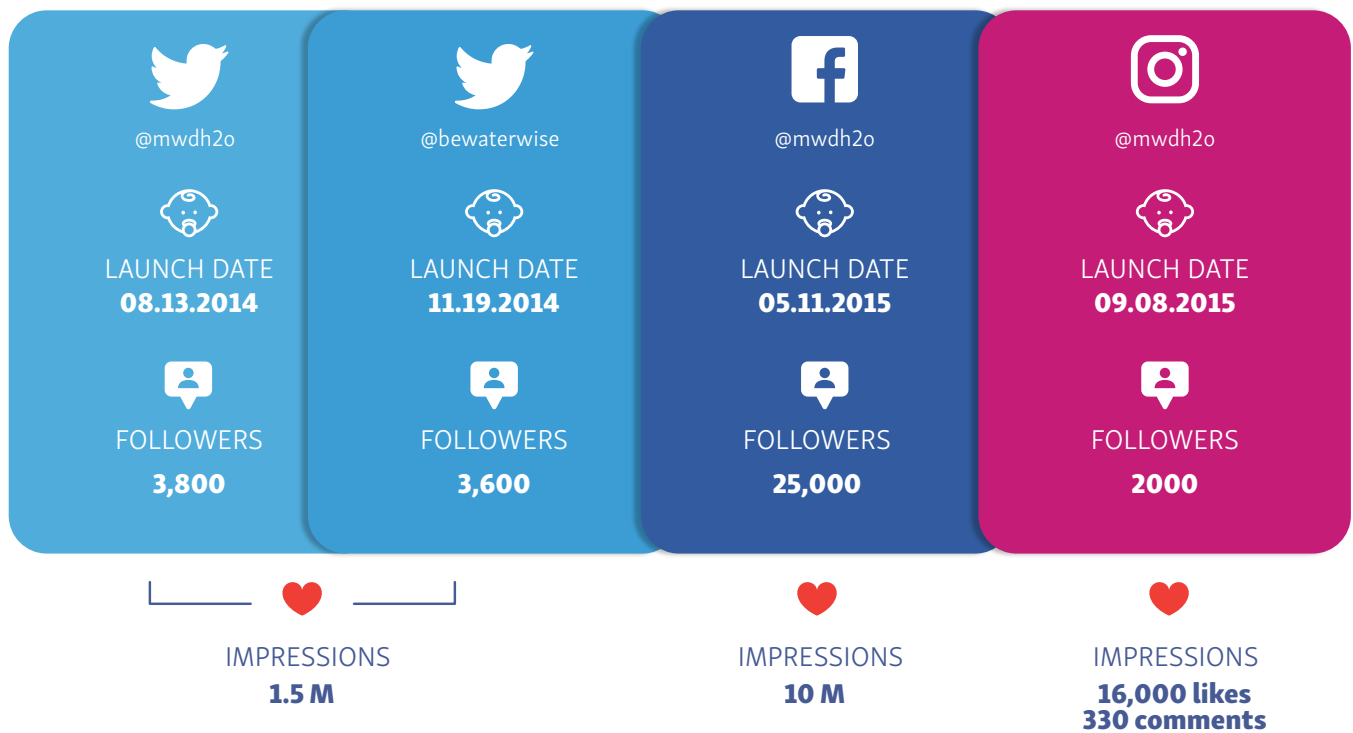 @mwdh2o
LAUNCH DATE
08.13.2014
FOLLOWERS
3,800
@bewaterwise
LAUNCH DATE
11.19.2014
FOLLOWERS
3,600
IMPRESSIONS
1.5 M
@mwdh2o
LAUNCH DATE
05.11.2015
FOLLOWERS
25,000
IMPRESSIONS
10 M
@mwdh2o
LAUNCH DATE
09.08.2015
FOLLOWERS
2000
IMPRESSIONS
16,000 likes
330 comments